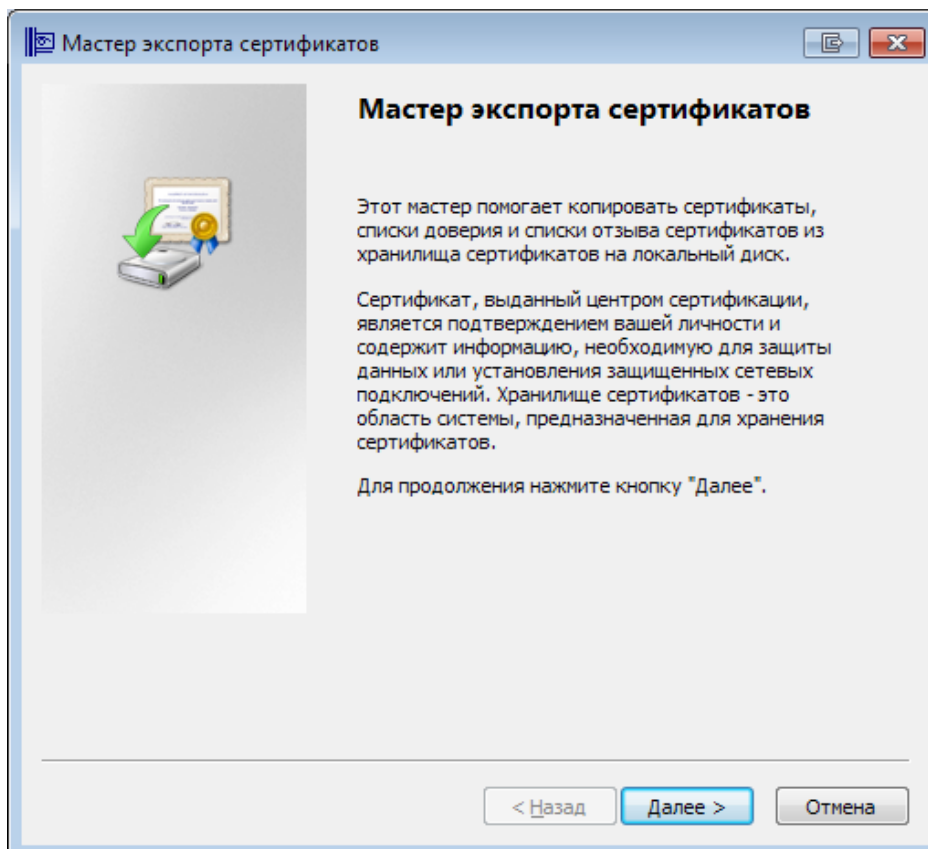 Мастер экспорта сертификатов
Мастер экспорта сертификатов
Этот мастер помогает копировать сертификаты,
списки доверия и списки отзыва сертификатов из
хранилища сертификатов на локальный диск.
Сертификат, выданный центром сертификации,
является подтверждением вашей личности и
содержит информацию, необходимую для защиты
данных или установления защищенных сетевых
подключений. Хранилище сертификатов - это
область системы, предназначенная для хранения
сертификатов.
Для продолжения нажмите кнопку "Далее".
< Назад
Далее >
Отмена